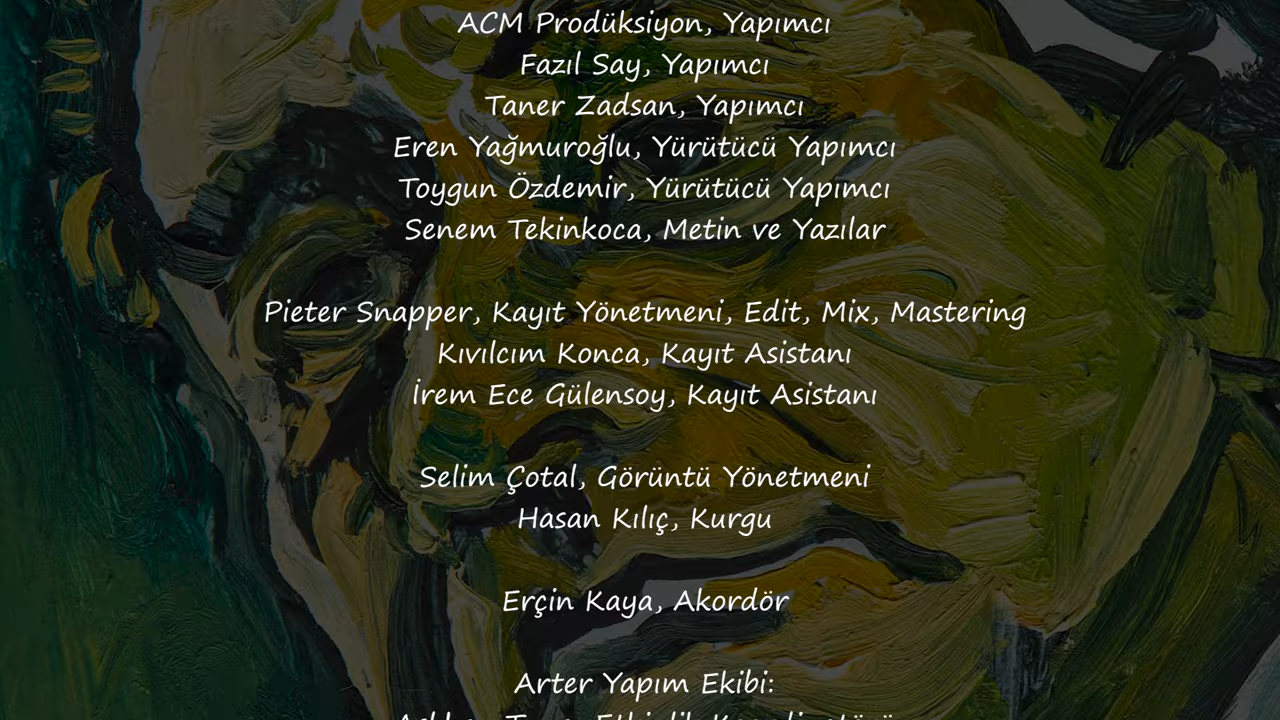 ACM Prodüksiyon, Yapımcı
Fazıl Say, Yapımcı
Taner Zadsan, Yapımcı
Eren Yağmuroğlu, Yürütücü Yapımcı
Toygun Özdemir, Yürütücü Yapımcı
Senem Tekinkoca, Metin ve Yazılar
Pieter Snapper, Kayıt Yönetmeni, Edit, Mix, Mastering
Kıvılcım Konca, Kayıt Asistanı
İrem Ece Gülensoy, Kayıt Asistanı
Selim Çotal, Görüntü Yönetmeni
Hasan Kılıç, Kurgu
Erçin Kaya, Akordör
Arter Yapım Ekibi: